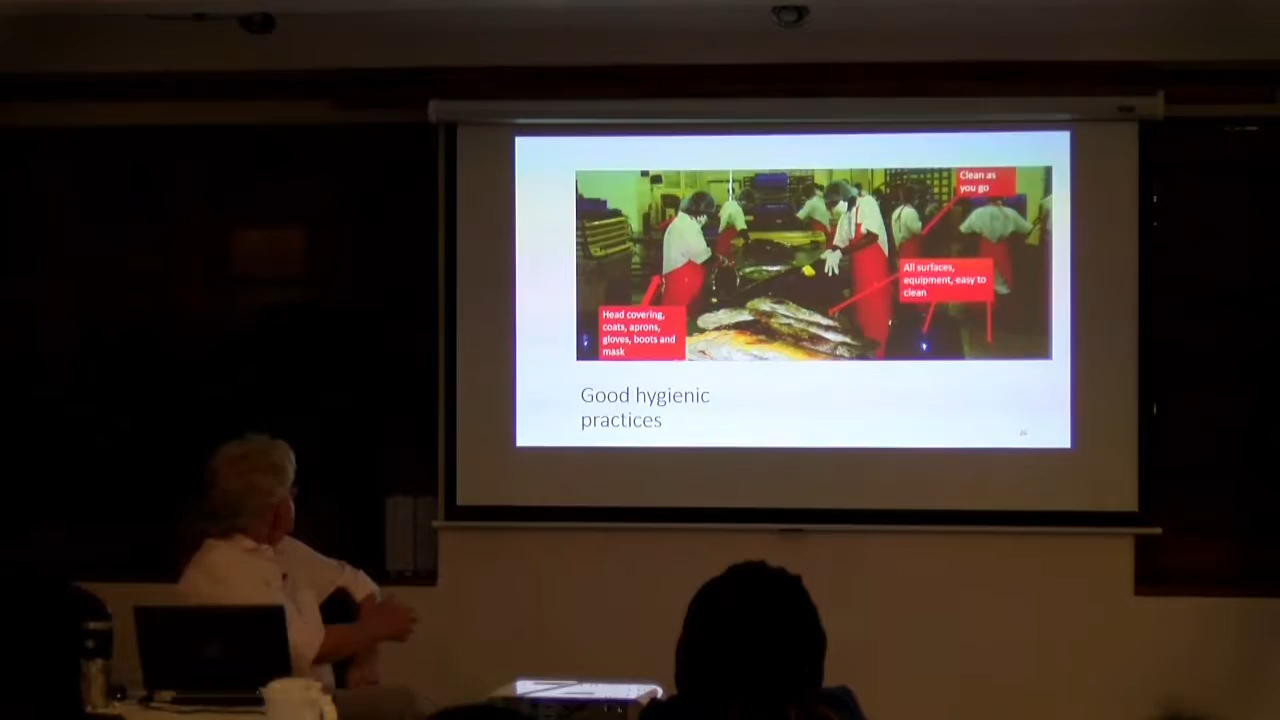 Clean as
you go
All surfaces,
equipment, easy to
clean
Head covering,
coats, aprons,
gloves, boots and
mask
Good hygienic
practices